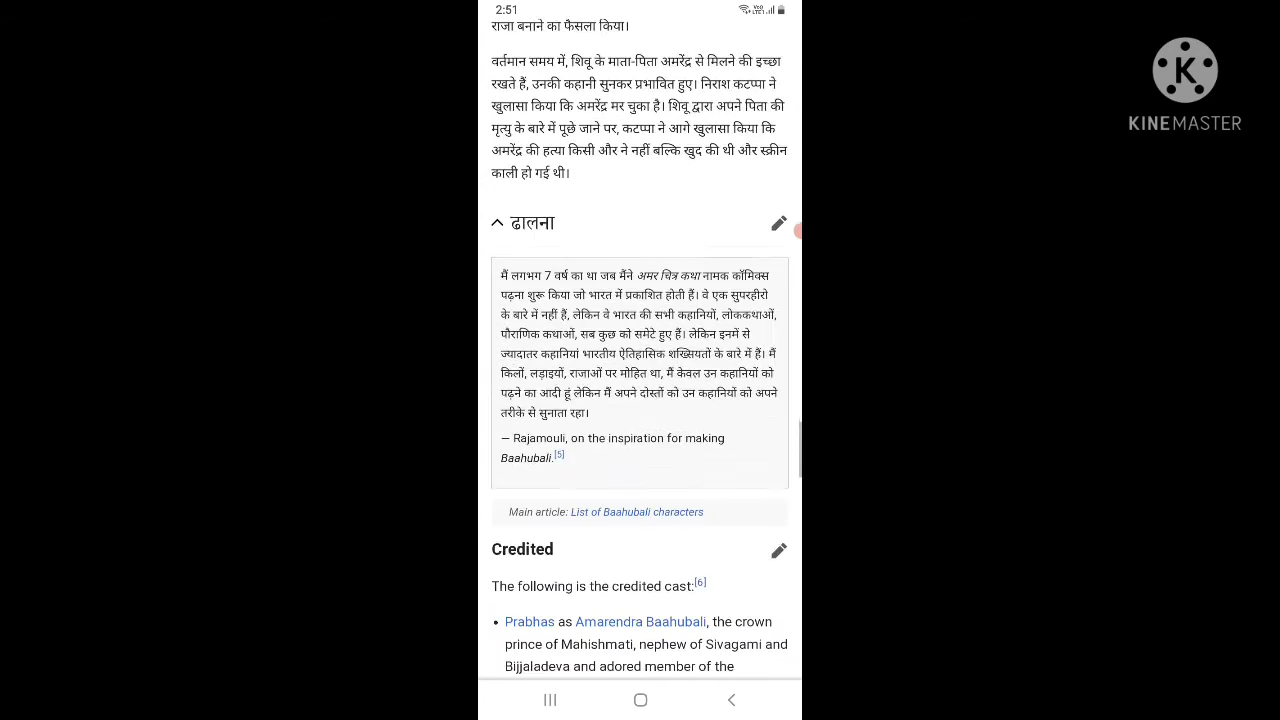 2:51
राजा बनाने का फैसला किया।
वर्तमान समय में, शिवू के माता-पिता अमरेंद्र से मिलने की इच्छा
रखते हैं, उनकी कहानी सुनकर प्रभावित हुए। निराश कटप्पा ने
खुलासा किया कि अमरेंद्र मर चुका है। शिवू द्वारा अपने पिता की
मृत्यु के बारे में पूछे जाने पर, कटप्पा ने आगे खुलासा किया कि
अमरेंद्र की हत्या किसी और ने नहीं बल्कि खुद की थी और स्क्रीन
काली हो गई थी।
ढालना
मैं लगभग 7 वर्ष का था जब मैंने अमर चित्र कथा नामक कॉमिक्स
पढ़ना शुरू किया जो भारत में प्रकाशित होती हैं। वे एक सुपरहीरो
के बारे में नहीं हैं, लेकिन वे भारत की सभी कहानियों, लोककथाओं,
पौराणिक कथाओं, सब कुछ को समेटे हुए हैं। लेकिन इनमें से
ज्यादातर कहानियां भारतीय ऐतिहासिक शख्सियतों के बारे में हैं। मैं
किलों, लड़ाइयों, राजाओं पर मोहित था, मैं केवल उन कहानियों को
पढ़ने का आदी हूं लेकिन मैं अपने दोस्तों को उन कहानियों को अपने
तरीके से सुनाता रहा।
— Rajamouli, on the inspiration for making
Baahubali.[5]
Main article: List of Baahubali characters
Credited
The following is the credited cast:[6]
• Prabhas as Amarendra Baahubali, the crown
prince of Mahishmati, nephew of Sivagami and
Bijjaladeva and adored member of the
K
KINEMASTER